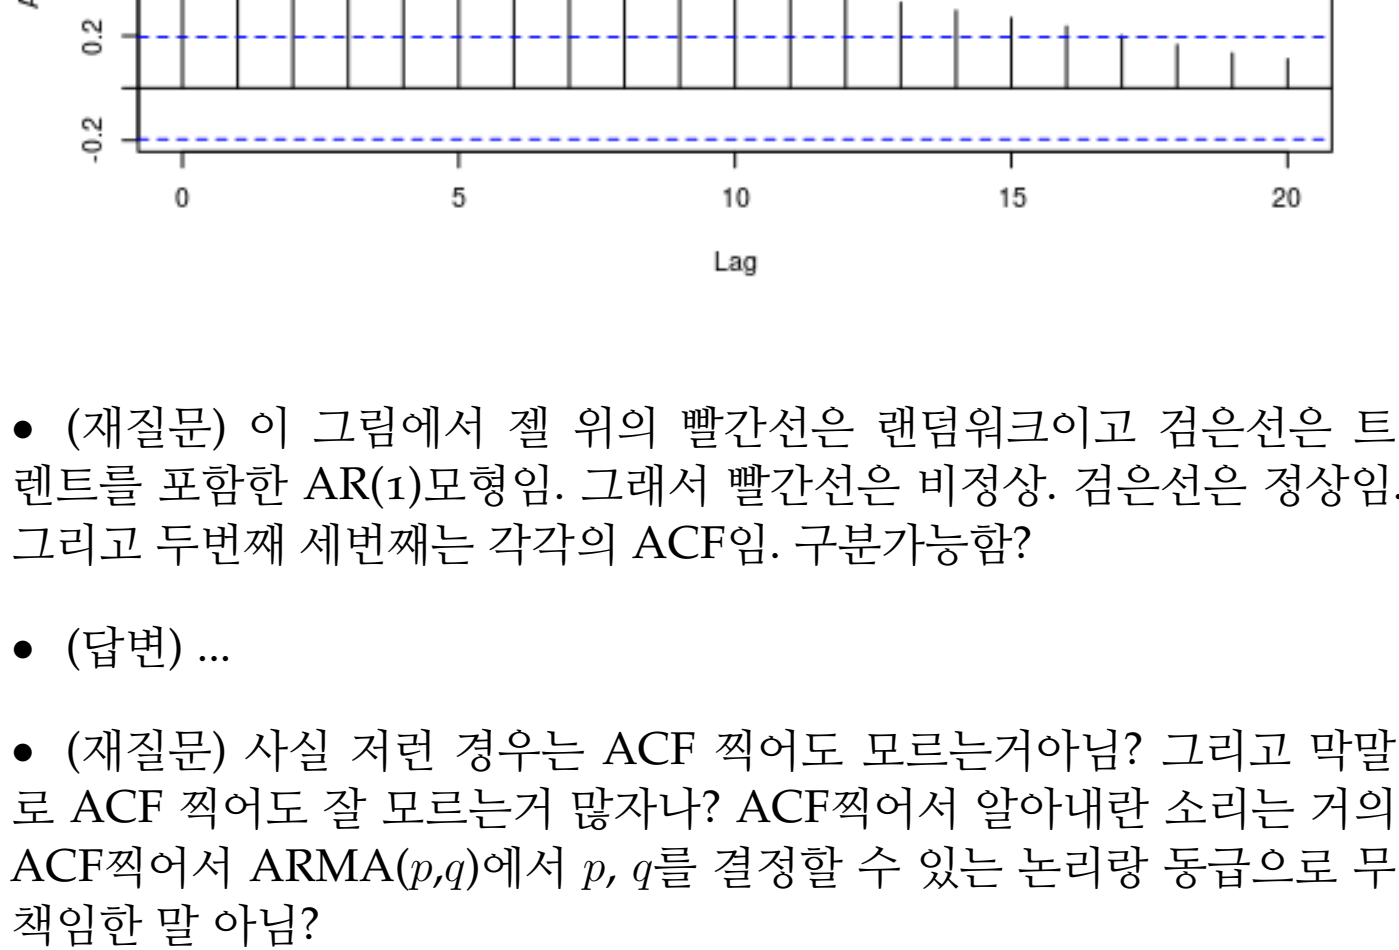 0.2
-0.2
0 5 10 15 20
Lag
• (재질문) 이 그림에서 젤 위의 빨간선은 랜덤워크이고 검은선은 트
렌트를 포함한 AR(1)모형임. 그래서 빨간선은 비정상. 검은선은 정상임.
그리고 두번째 세번째는 각각의 ACF임. 구분가능함?
• (답변) ...
• (재질문) 사실 저런 경우는 ACF 찍어도 모르는거아님? 그리고 막말
로 ACF 찍어도 잘 모르는거 많자나? ACF찍어서 알아내란 소리는 거의
ACF찍어서 ARMA(p,q)에서 p, q를 결정할 수 있는 논리랑 동급으로 무
책임한 말 아님?